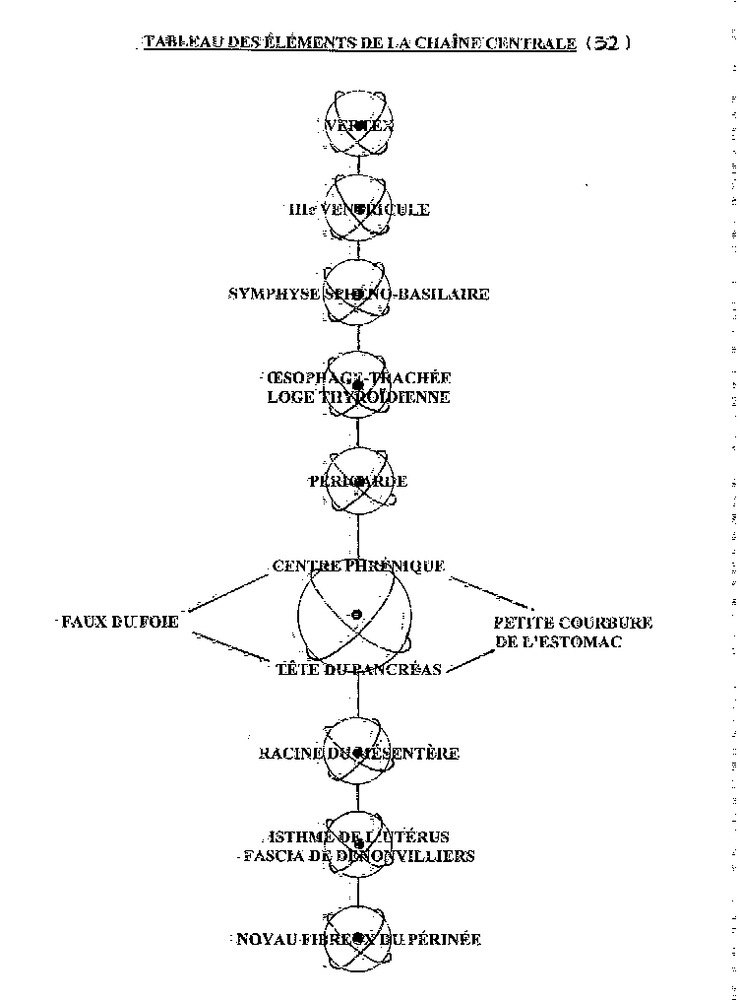 TABLEAU DES ÉLÉMENTS DE LA CHAÎNE CENTRALE (32)
VERTEX
IIIe VENTRICULE
SYMPHYSE SPHÉNO-BASILAIRE
ŒSOPHAGE-TRACHÉE
LOGE THYROÏDIENNE
PÉRICARDE
CENTRE PHRÉNIQUE
FAUX DU FOIE
PETITE COURBURE
DE L'ESTOMAC
TÊTE DU PANCRÉAS
RACINE DU MÉSENTÈRE
ISTHME DE L'UTÉRUS
FASCIA DE DENONVILLIERS
NOYAU FIBREUX DU PÉRINÉE